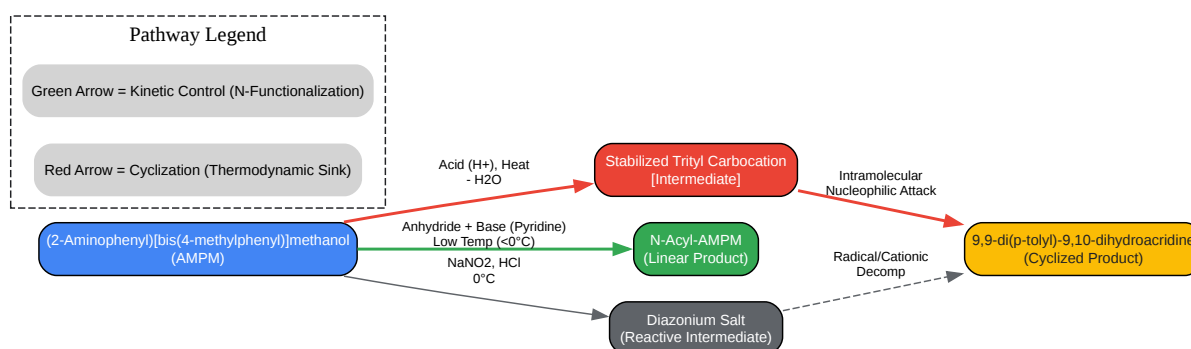 Pathway Legend
Green Arrow = Kinetic Control (N-Functionalization)
Red Arrow = Cyclization (Thermodynamic Sink)
Acid (H+), Heat
- H2O
Stabilized Trityl Carbocation
[Intermediate]
Intramolecular
Nucleophilic Attack
(2-Aminophenyl)[bis(4-methylphenyl)]methanol
(AMPM)
Anhydride + Base (Pyridine)
Low Temp (<0°C)
N-Acyl-AMPM
(Linear Product)
9,9-di(p-tolyl)-9,10-dihydroacridine
(Cyclized Product)
NaNO2, HCl
0°C
Radical/Cationic
Decomp
Diazonium Salt
(Reactive Intermediate)